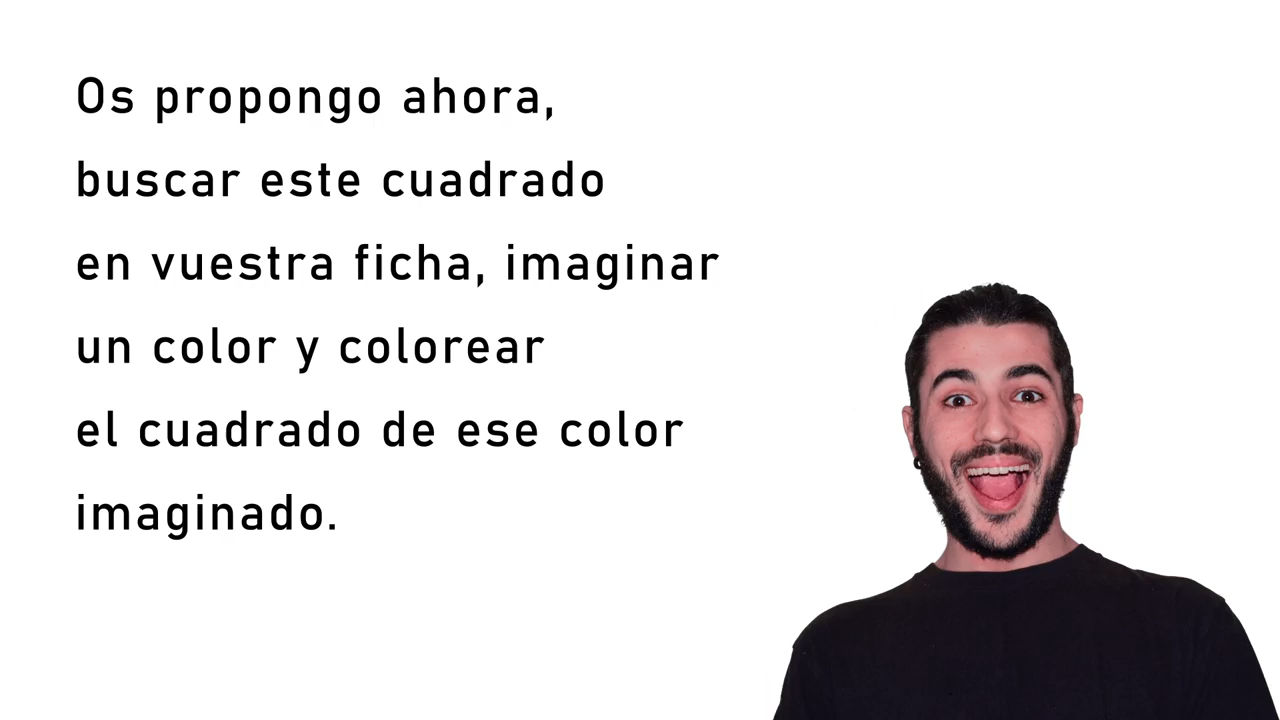 Os propongo ahora,
buscar este cuadrado
en vuestra ficha, imaginar
un color y colorear
el cuadrado de ese color
imaginado.